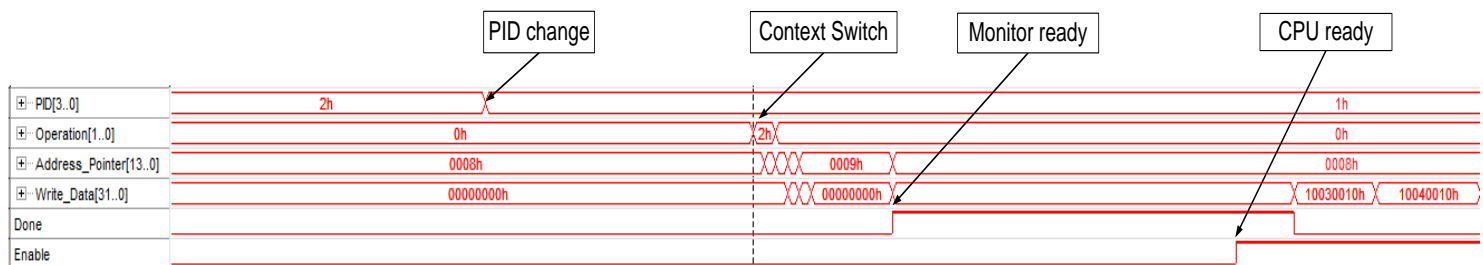 PID change
Context Switch
Monitor ready
CPU ready
PID[3..0] 2h 1h
Operation[1..0] 0h 2h 0h
Address_Pointer[13..0] 0008h 0009h 0008h
Write_Data[31..0] 00000000h 00000000h 10030010h 10040010h
Done
Enable